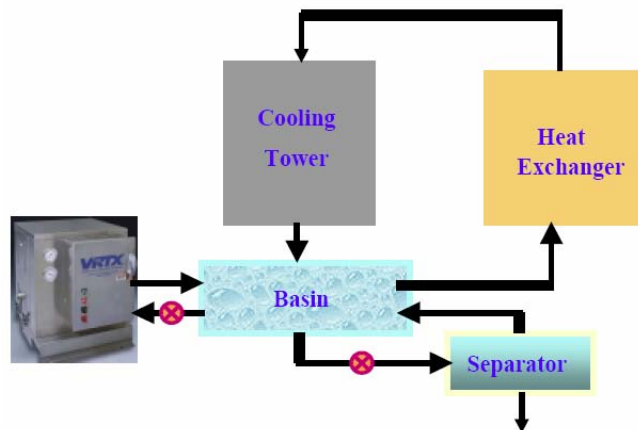 Cooling
Tower
Heat
Exchanger
VRTX
Basin
Separator